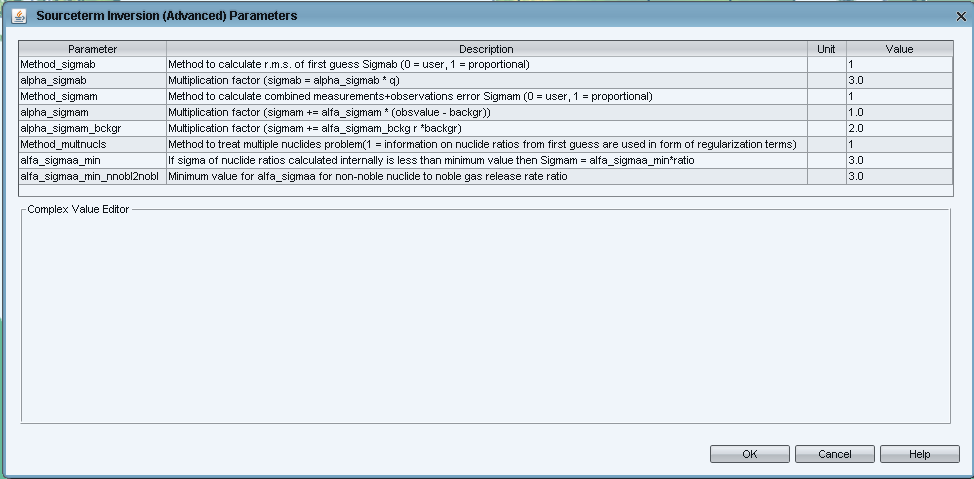 Sourceterm Inversion (Advanced) Parameters
Parameter Description Unit Value
Method_sigmab Method to calculate r.m.s. of first guess Sigmab (0 = user, 1 = proportional) 1
alpha_sigmab Multiplication factor (sigmab = alpha_sigmab * q) 3.0
Method_sigmam Method to calculate combined measurements+observations error Sigmam (0 = user, 1 = proportional) 1
alpha_sigmam Multiplication factor (sigmam += alfa_sigmam * (obsvalue - backgr)) 1.0
alpha_sigmam_bckgr Multiplication factor (sigmam += alfa_sigmam_bckg r *backgr) 2.0
Method_multnucls Method to treat multiple nuclides problem(1 = information on nuclide ratios from first guess are used in form of regularization terms) 1
alfa_sigmaa_min If sigma of nuclide ratios calculated internally is less than minimum value then Sigmam = alfa_sigmaa_min*ratio 3.0
alfa_sigmaa_min_nnobl2nobl Minimum value for alfa_sigmaa for non-noble nuclide to noble gas release rate ratio 3.0
Complex Value Editor
OK Cancel Help